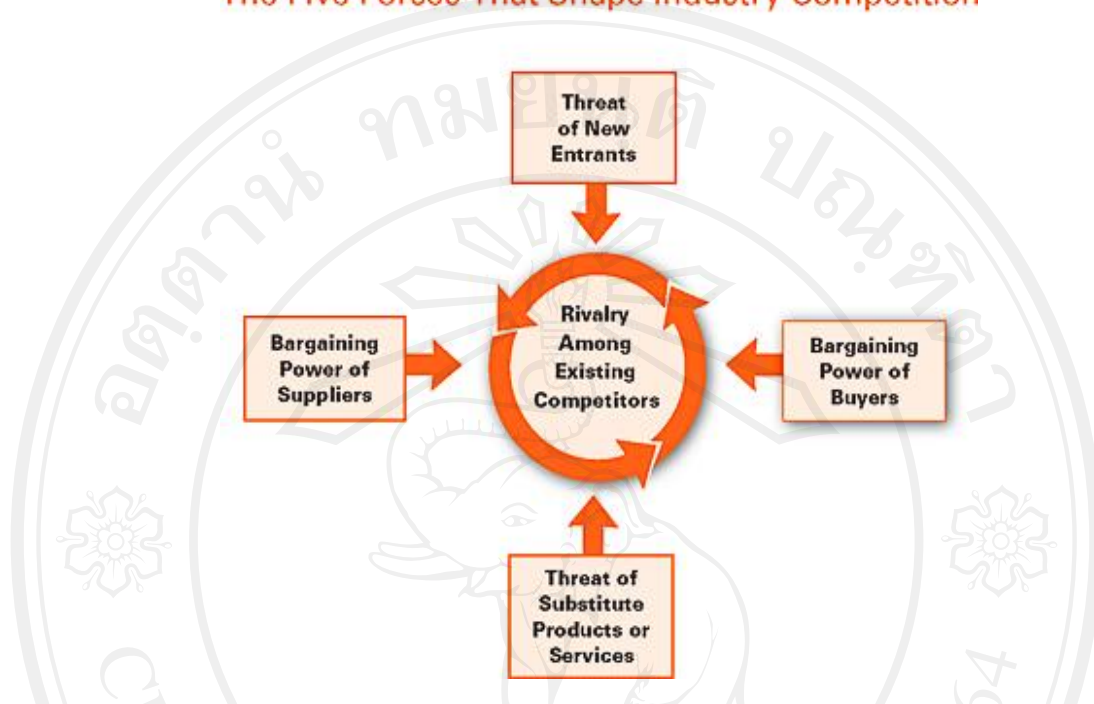 The Five Forces That Shape Industry Competition
Threat
of New
Entrants
Rivalry
Among
Existing
Competitors
Bargaining
Power of
Suppliers
Bargaining
Power of
Buyers
Threat of
Substitute
Products or
Services